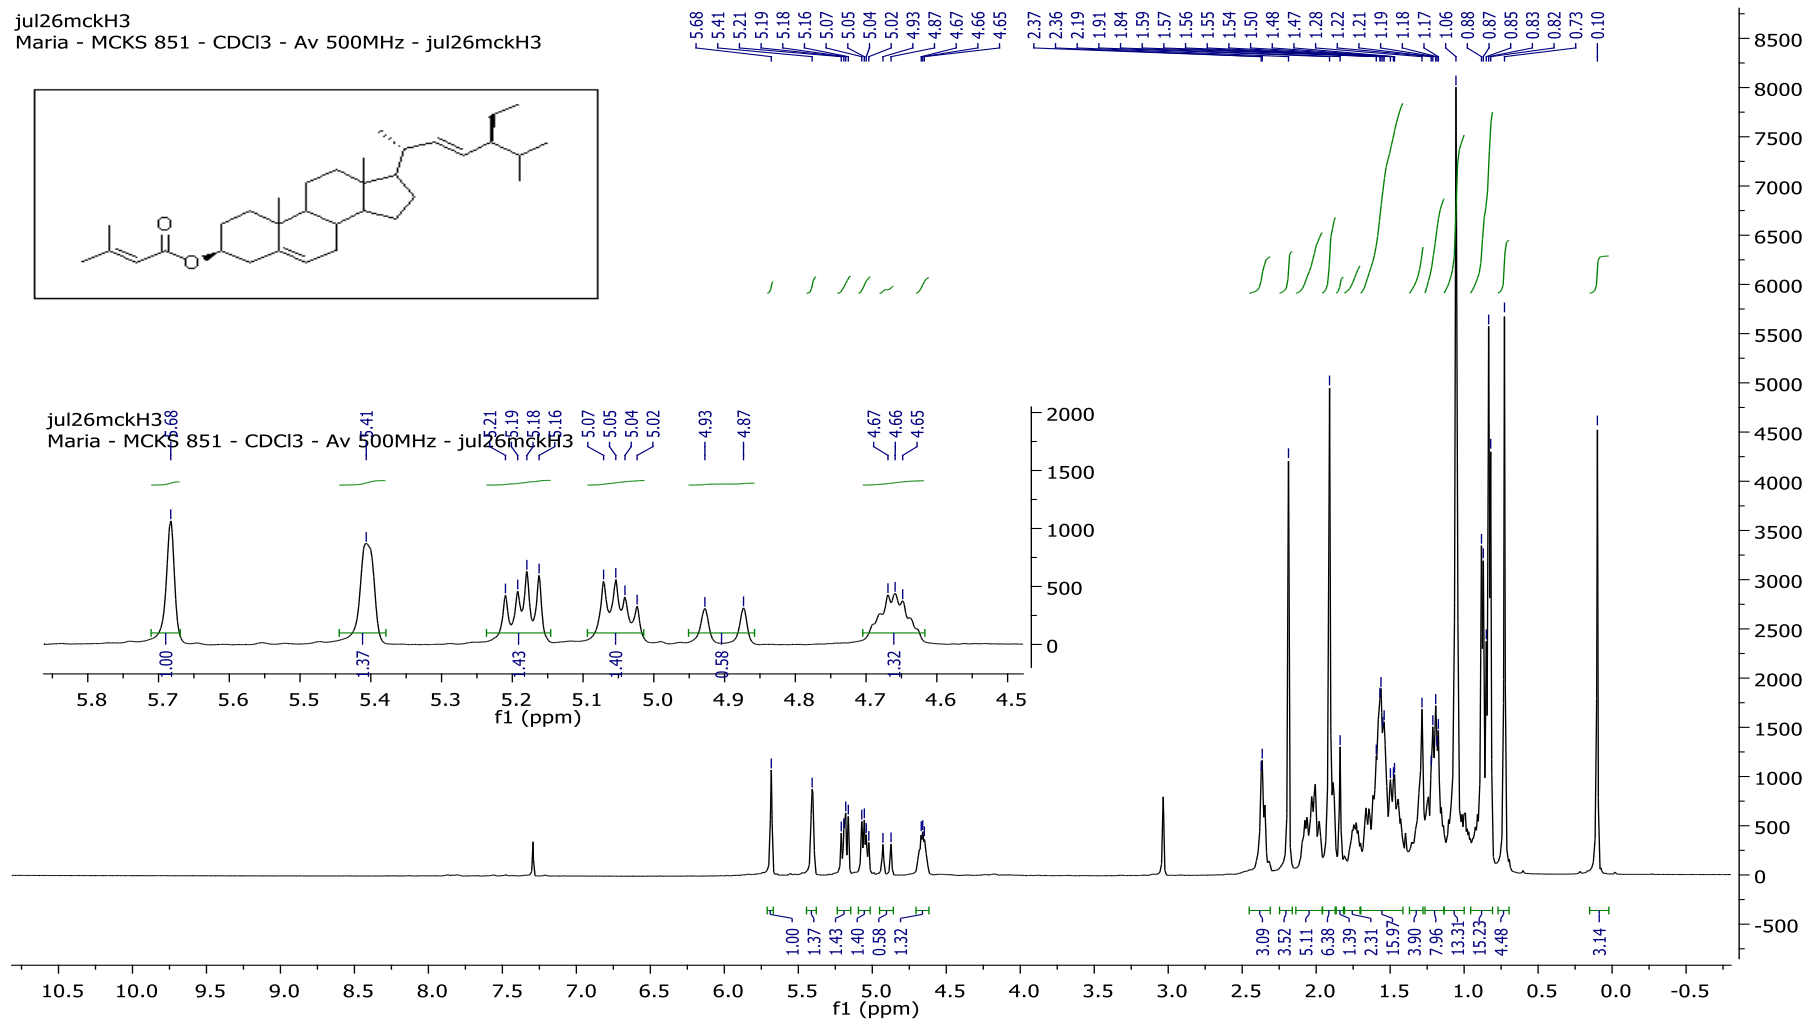 jul26mckH3
Maria - MCKS 851 - CDCl3 - Av 500MHz - jul26mckH3
5.68 5.41 5.21 5.19 5.18 5.16 5.07 5.05 5.04 5.02 4.93 4.87 4.67 4.66 4.65 2.37 2.36 2.19 1.91 1.84 1.59 1.57 1.56 1.55 1.54 1.50 1.48 1.47 1.28 1.22 1.21 1.19 1.18 1.17 1.06 0.88 0.87 0.85 0.83 0.82 0.73 0.10
O
O
jul26mckH3
Maria - MCKS 851 - CDCl3 - Av 500MHz - jul26mckH3
5.68 5.41 5.21 5.19 5.18 5.16 5.07 5.05 5.04 5.02 4.93 4.87 4.67 4.66 4.65
2000
1500
1000
500
0
1.00 1.37 1.43 1.40 0.58 1.32
5.8 5.7 5.6 5.5 5.4 5.3 5.2 5.1 5.0 4.9 4.8 4.7 4.6 4.5
f1 (ppm)
8500
8000
7500
7000
6500
6000
5500
5000
4500
4000
3500
3000
2500
2000
1500
1000
500
0
-500
1.00 1.37 1.43 1.40 0.58 1.32 3.09 3.52 5.11 6.38 1.39 2.31 15.97 3.90 7.96 13.31 15.23 4.48 3.14
10.5 10.0 9.5 9.0 8.5 8.0 7.5 7.0 6.5 6.0 5.5 5.0 4.5 4.0 3.5 3.0 2.5 2.0 1.5 1.0 0.5 0.0 -0.5
f1 (ppm)